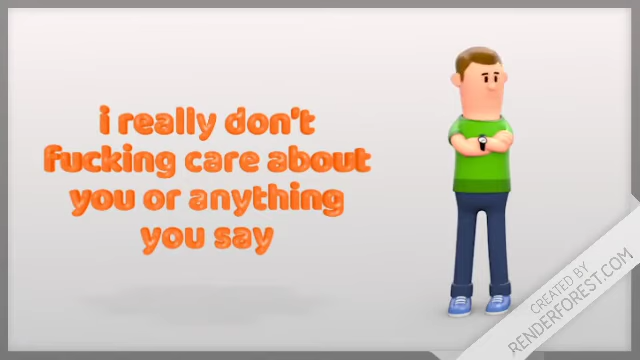 i really don't
fucking care about
you or anything
you say
CREATED BY
RENDERFOREST.COM